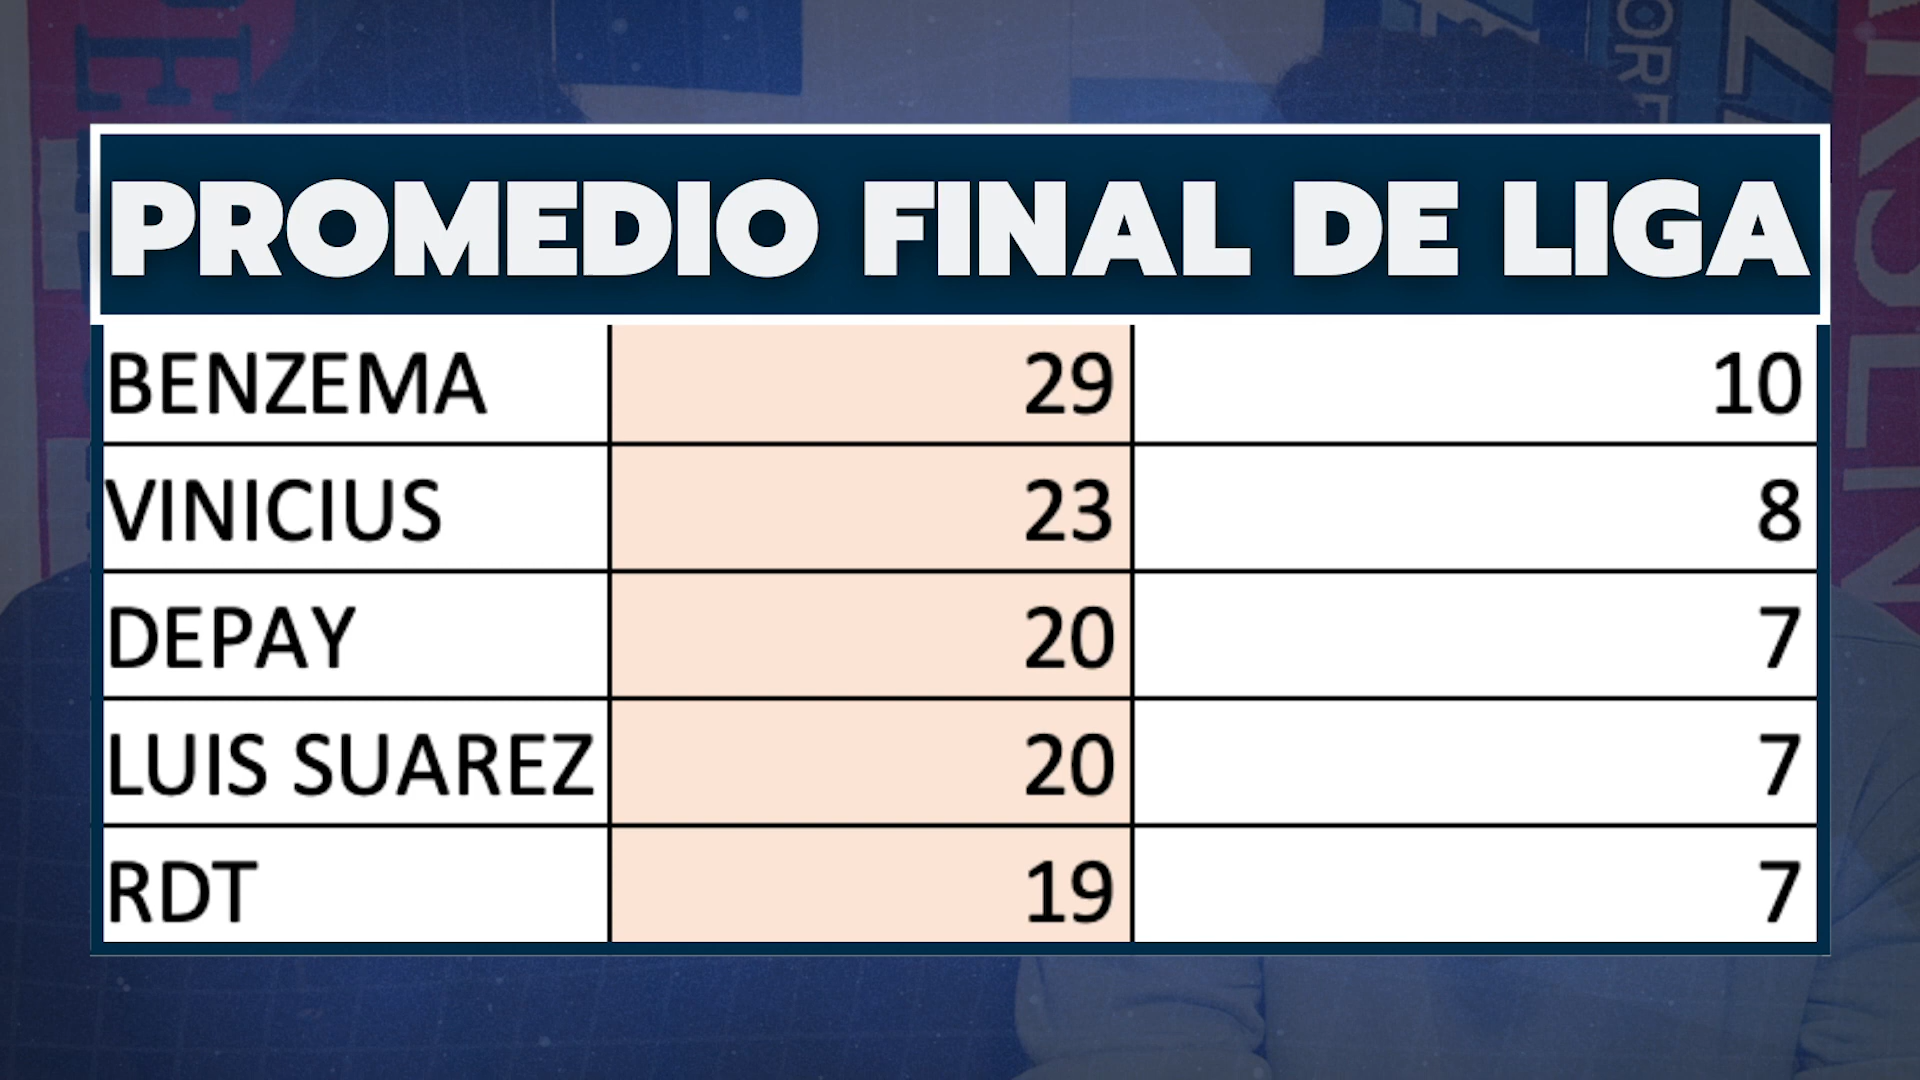 PROMEDIO FINAL DE LIGA
BENZEMA 29 10
VINICIUS 23 8
DEPAY 20 7
LUIS SUAREZ 20 7
RDT 19 7